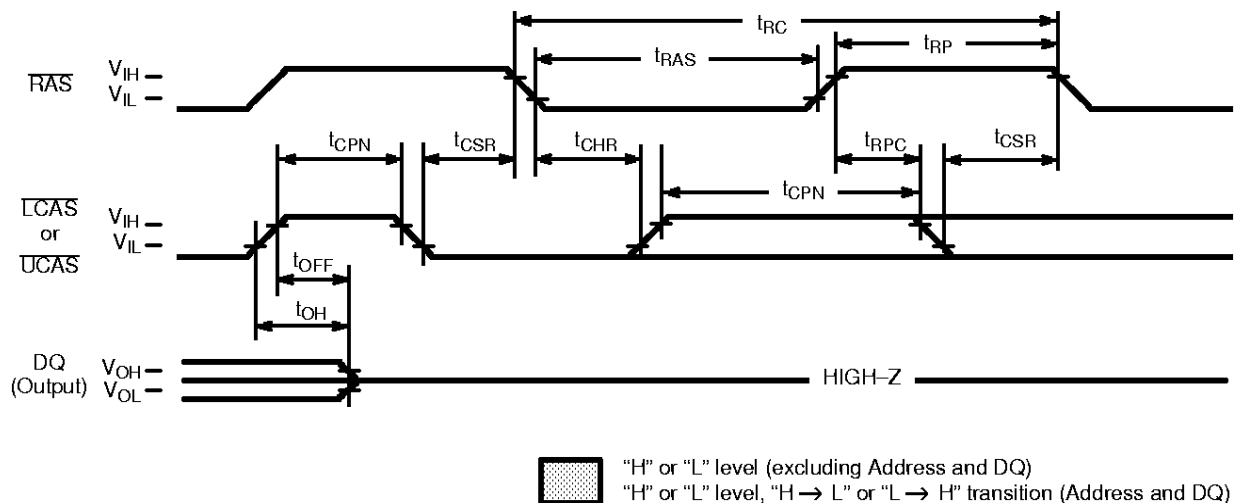 tRC
tRAS
tRP
RAS
VIH
VIL
tCPN
tCSR
tCHR
tRPC
tCSR
tCPN
LCAS
or
UCAS
VIH
VIL
tOFF
tOH
DQ
(Output)
VOH
VOL
HIGH–Z
“H” or “L” level (excluding Address and DQ)
“H” or “L” level, “H → L” or “L → H” transition (Address and DQ)